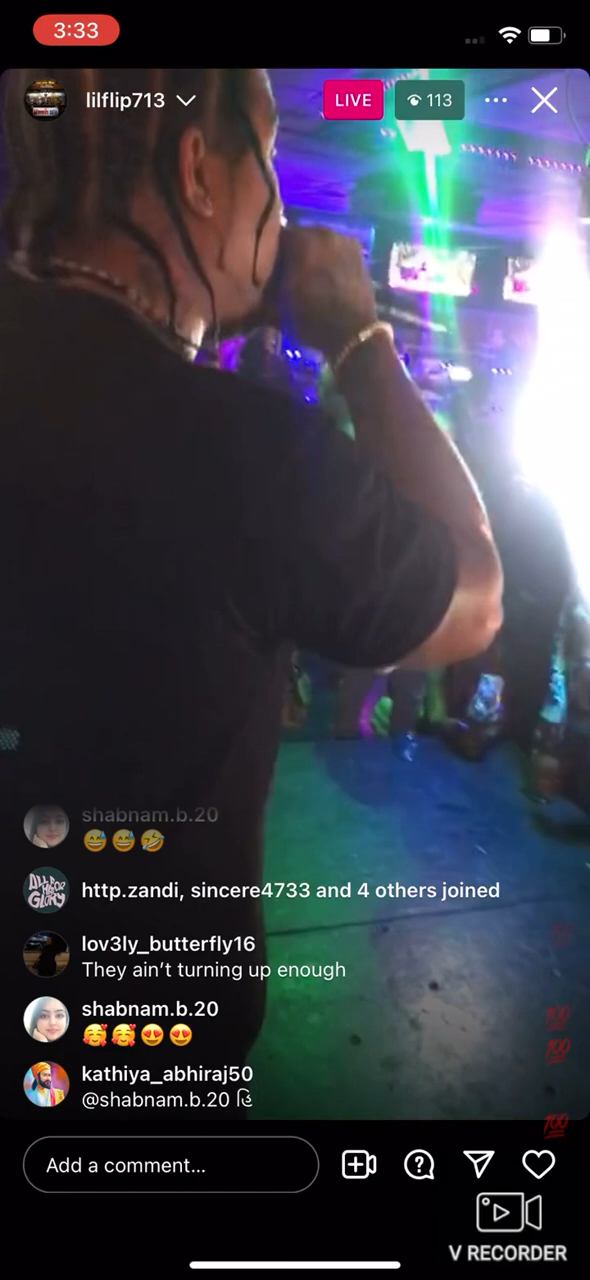 3:33
lilflip713
LIVE
113
shabnam.b.20
😅😅🤣
http.zandi, sincere4733 and 4 others joined
lov3ly_butterfly16
They ain’t turning up enough
shabnam.b.20
🥰🥰😍😍
kathiya_abhiraj50
@shabnam.b.20 હિ
💯
💯
💯
Add a comment...
V RECORDER